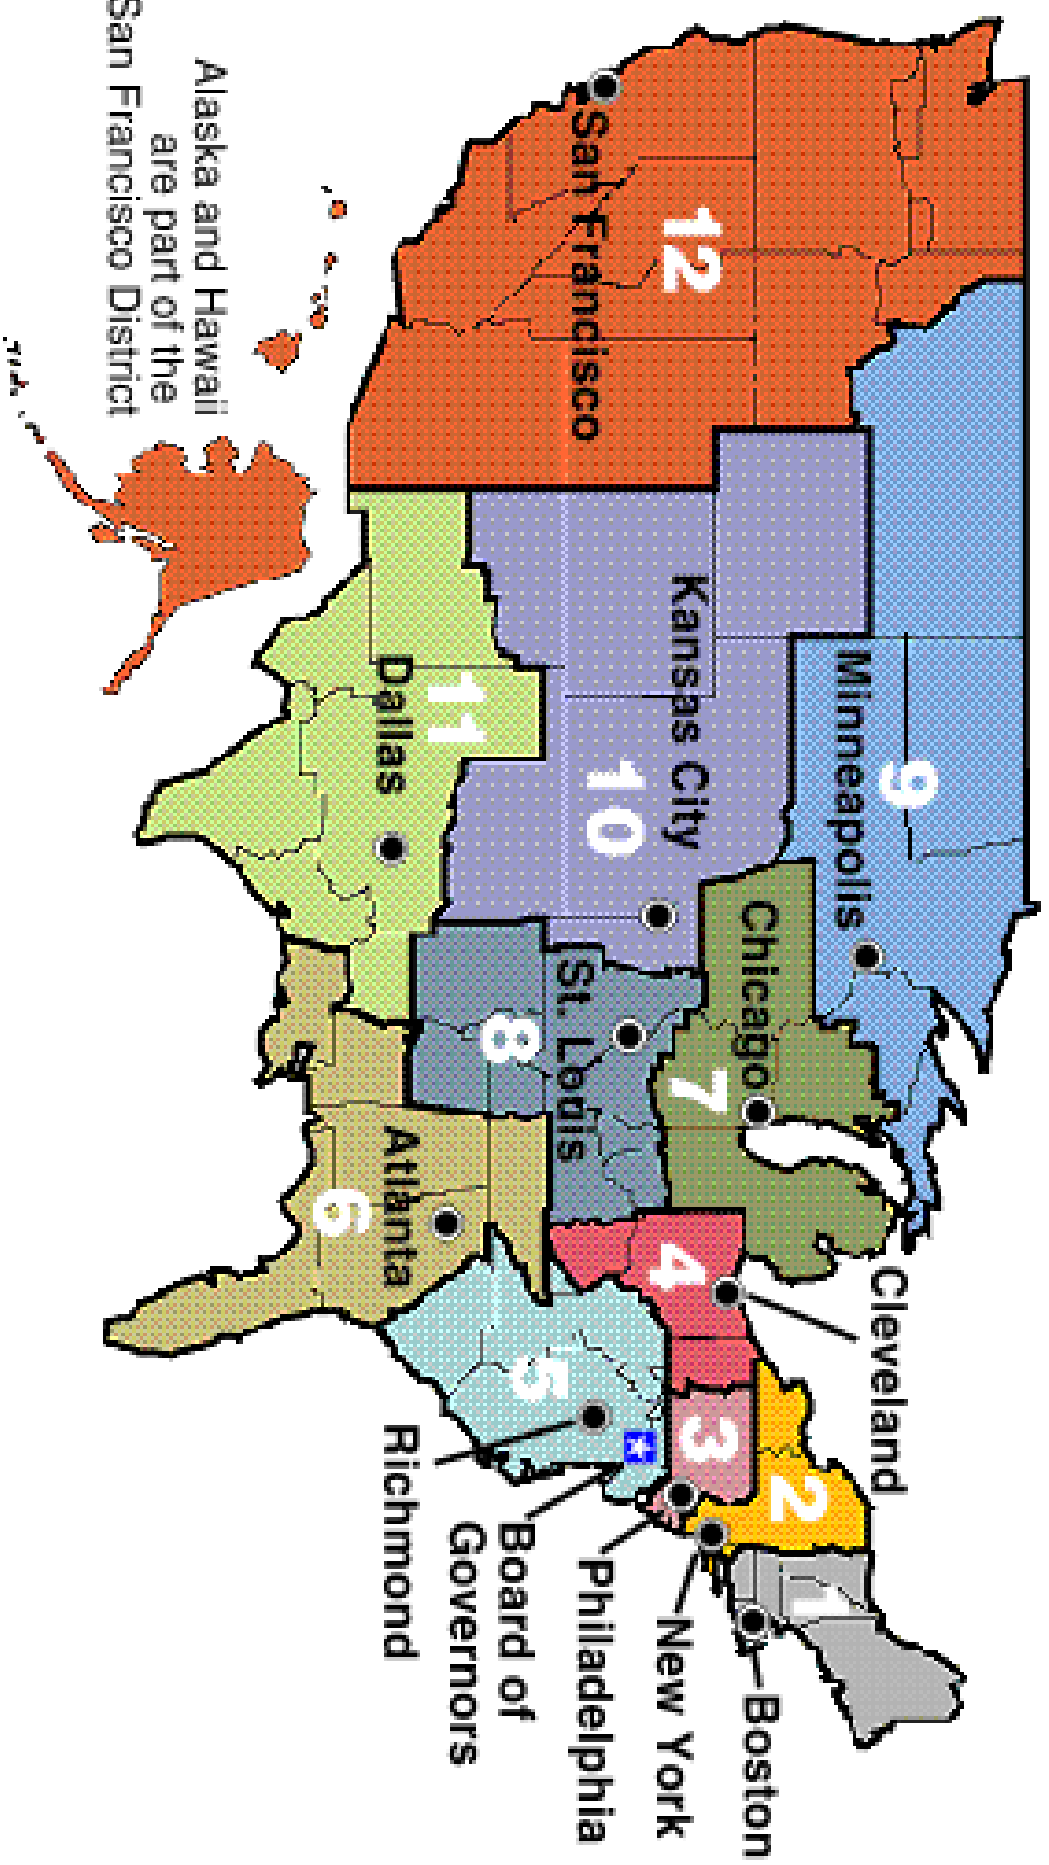 12
San Francisco
9
Minneapolis
10
Kansas City
11
Dallas
8
St. Louis
7
Chicago
6
Atlanta
5
Richmond
4
Cleveland
3
Philadelphia
2
New York
1
Boston
Board of
Governors
Alaska and Hawaii
are part of the
San Francisco District